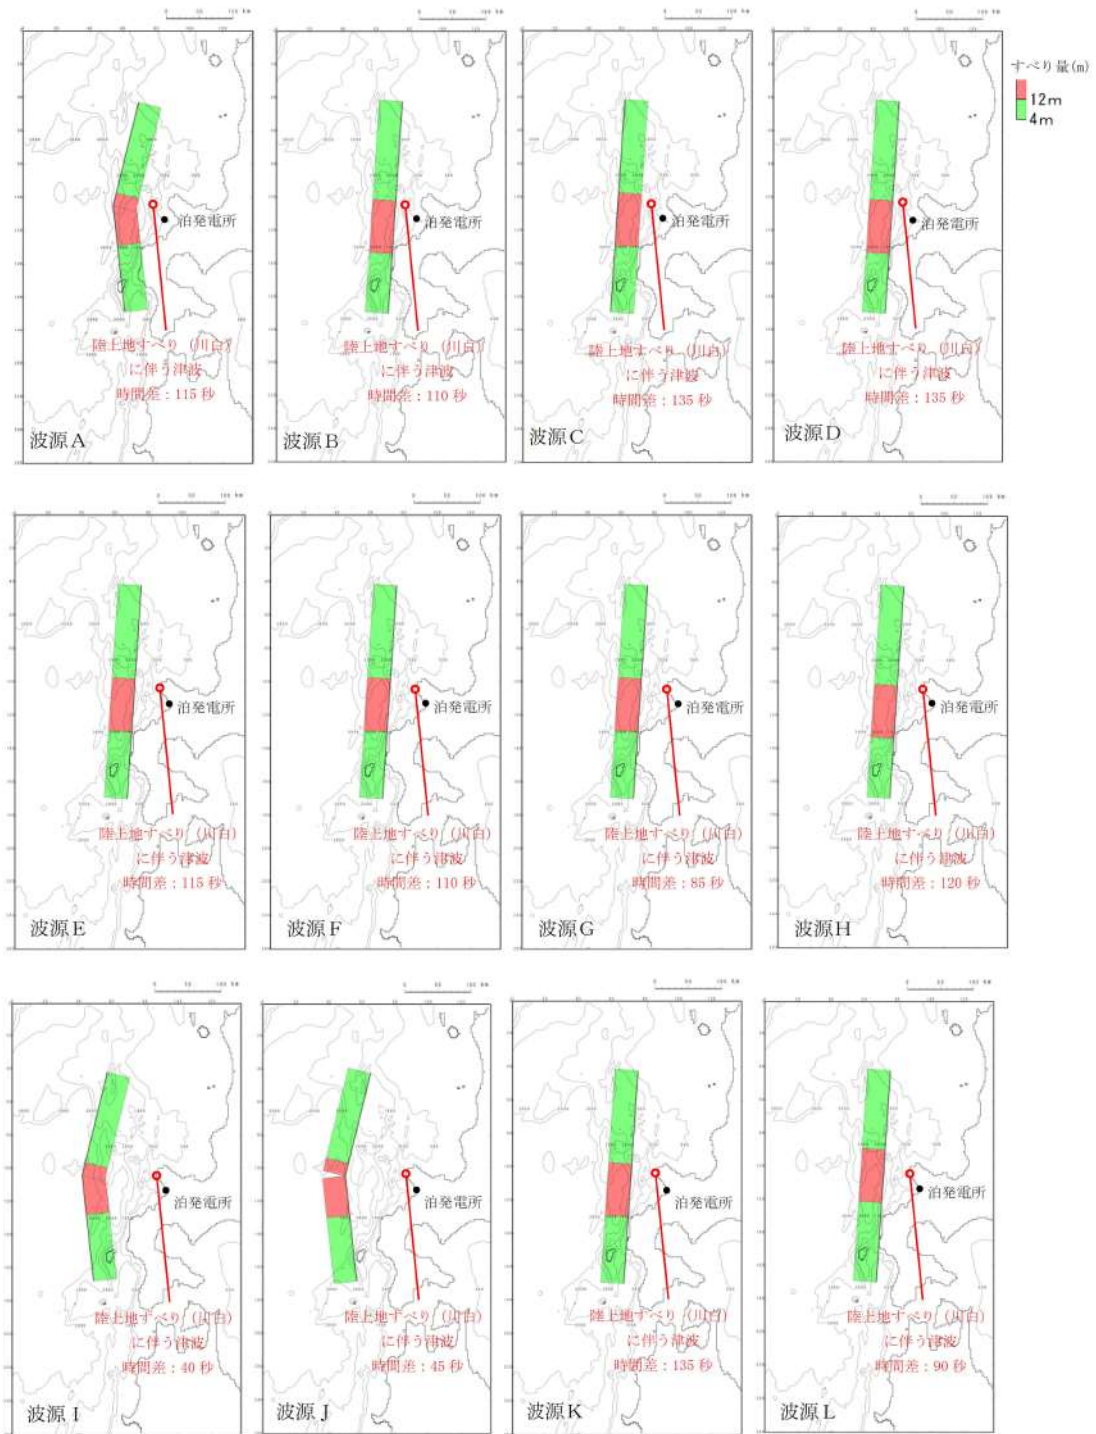 すべり量(m)
12m
4m
泊発電所
陸上地すべり（川白）
に伴う津波
時間差：115 秒
波源A
泊発電所
陸上地すべり（川白）
に伴う津波
時間差：110 秒
波源B
泊発電所
陸上地すべり（川白）
に伴う津波
時間差：135 秒
波源C
泊発電所
陸上地すべり（川白）
に伴う津波
時間差：135 秒
波源D
泊発電所
陸上地すべり（川白）
に伴う津波
時間差：115 秒
波源E
泊発電所
陸上地すべり（川白）
に伴う津波
時間差：110 秒
波源F
泊発電所
陸上地すべり（川白）
に伴う津波
時間差：85 秒
波源G
泊発電所
陸上地すべり（川白）
に伴う津波
時間差：120 秒
波源H
泊発電所
陸上地すべり（川白）
に伴う津波
時間差：40 秒
波源I
泊発電所
陸上地すべり（川白）
に伴う津波
時間差：45 秒
波源J
泊発電所
陸上地すべり（川白）
に伴う津波
時間差：135 秒
波源K
泊発電所
陸上地すべり（川白）
に伴う津波
時間差：90 秒
波源L